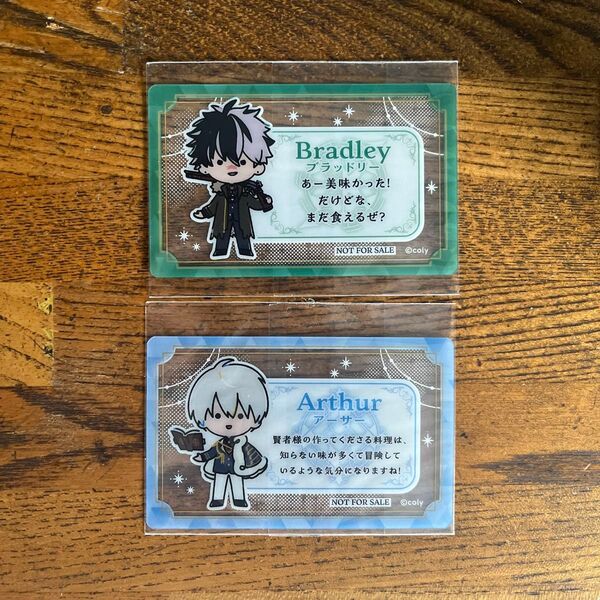 Bradley
ブラッドリー
あー美味かった!
だけどな、
まだ食えるぜ?
NOT FOR SALE
©coly
Arthur
アーサー
賢者様の作ってくださる料理は、
知らない味が多くて冒険して
いるような気分になりますね!
NOT FOR SALE
©coly